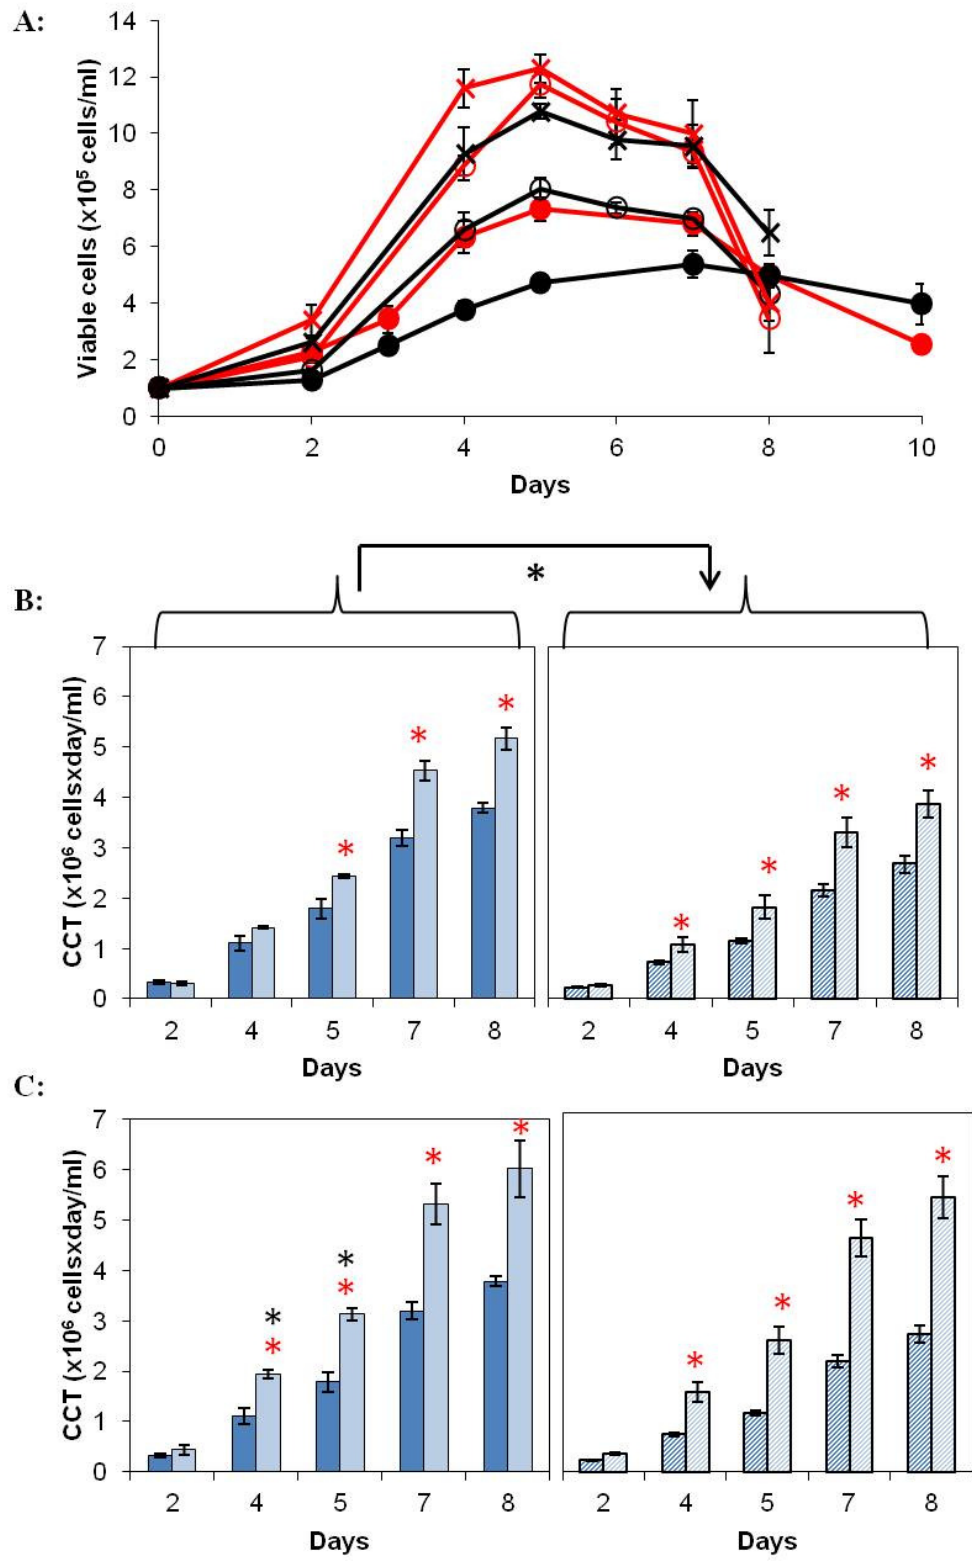 A:
14
12
10
8
6
4
2
0
Viable cells (x10⁵ cells/ml)
0 2 4 6 8 10
Days
*
B:
7
6
5
4
3
2
1
0
CCT (x10⁶ cellsxday/ml)
* * *
* * * *
2 4 5 7 8
2 4 5 7 8
Days
Days
C:
7
6
5
4
3
2
1
0
CCT (x10⁶ cellsxday/ml)
* *
* * * *
* * * *
2 4 5 7 8
2 4 5 7 8
Days
Days